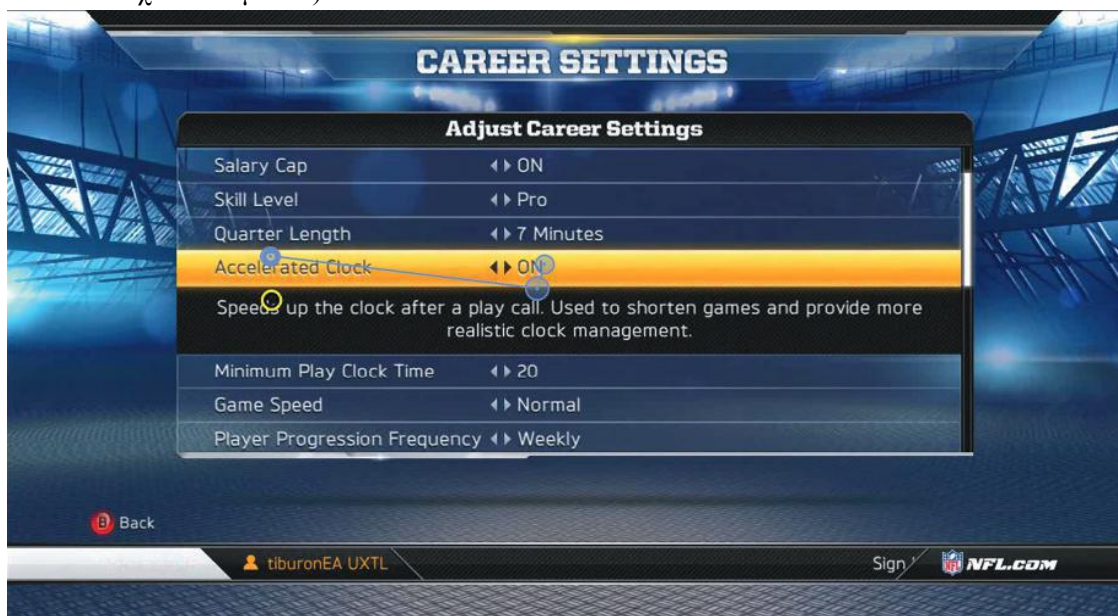 CAREER SETTINGS
Adjust Career Settings
Salary Cap ON
Skill Level Pro
Quarter Length 7 Minutes
Accelerated Clock ON
Speeds up the clock after a play call. Used to shorten games and provide more
realistic clock management.
Minimum Play Clock Time 20
Game Speed Normal
Player Progression Frequency Weekly
B Back
tiburonEA UXTL
Sign
NFL NFL.COM